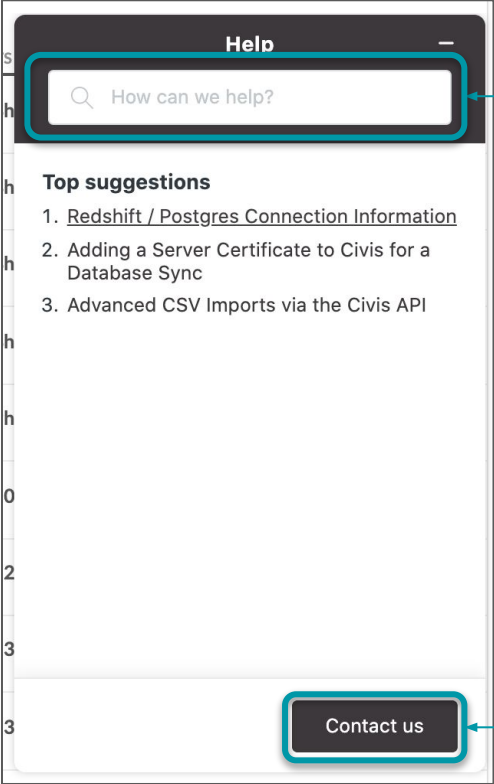 Help
How can we help?
Top suggestions
1. Redshift / Postgres Connection Information
2. Adding a Server Certificate to Civis for a
Database Sync
3. Advanced CSV Imports via the Civis API
Contact us